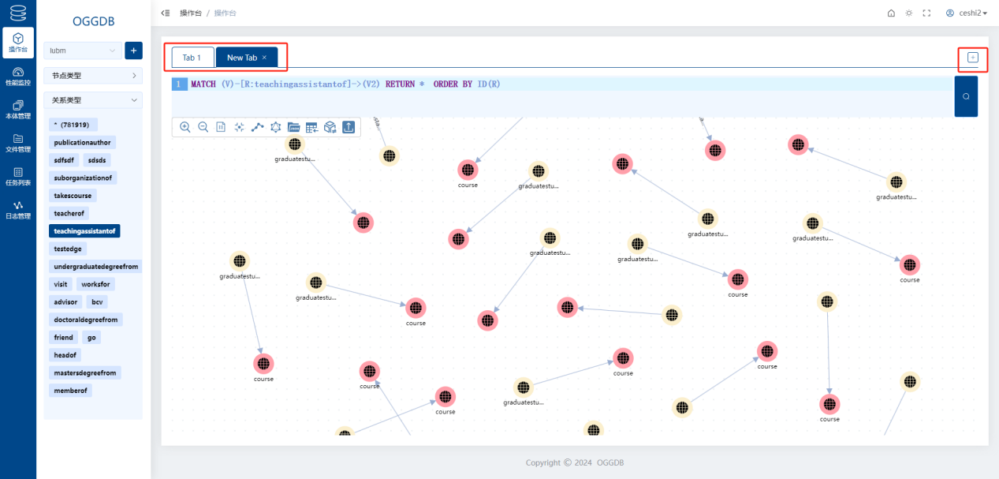 操作台 / 操作台
ceshi2
操作台
性能监控
本体管理
文件管理
任务列表
日志管理
OGGDB
lubm
+
节点类型
关系类型
* (781919)
publicationauthor
sdfsdf sdsds
suborganizationof
takescourse
teacherof
teachingassistantof
testedge
undergraduatedegreefrom
visit worksfor
advisor bcv
doctoraldegreefrom
friend go
headof
mastersdegreefrom
memberof
Tab 1 New Tab ×
1 MATCH (V)-[R:teachingassistantof]->(V2) RETURN * ORDER BY ID(R)
graduatestu...
course
graduatestu...
graduatestu...
graduatestu...
graduatestu...
graduatestu...
graduatestu...
graduatestu...
course
graduatestu...
course
course
course
course
course
course
course
graduatestu...
course
course
Copyright © 2024 OGGDB